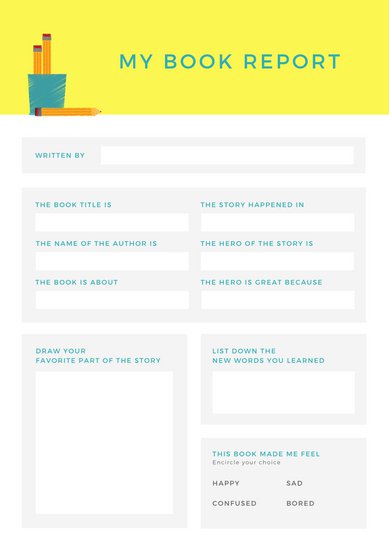 MY BOOK REPORT
WRITTEN BY
THE BOOK TITLE IS
THE STORY HAPPENED IN
THE NAME OF THE AUTHOR IS
THE HERO OF THE STORY IS
THE BOOK IS ABOUT
THE HERO IS GREAT BECAUSE
DRAW YOUR
FAVORITE PART OF THE STORY
LIST DOWN THE
NEW WORDS YOU LEARNED
THIS BOOK MADE ME FEEL
Encircle your choice
HAPPY
SAD
CONFUSED
BORED